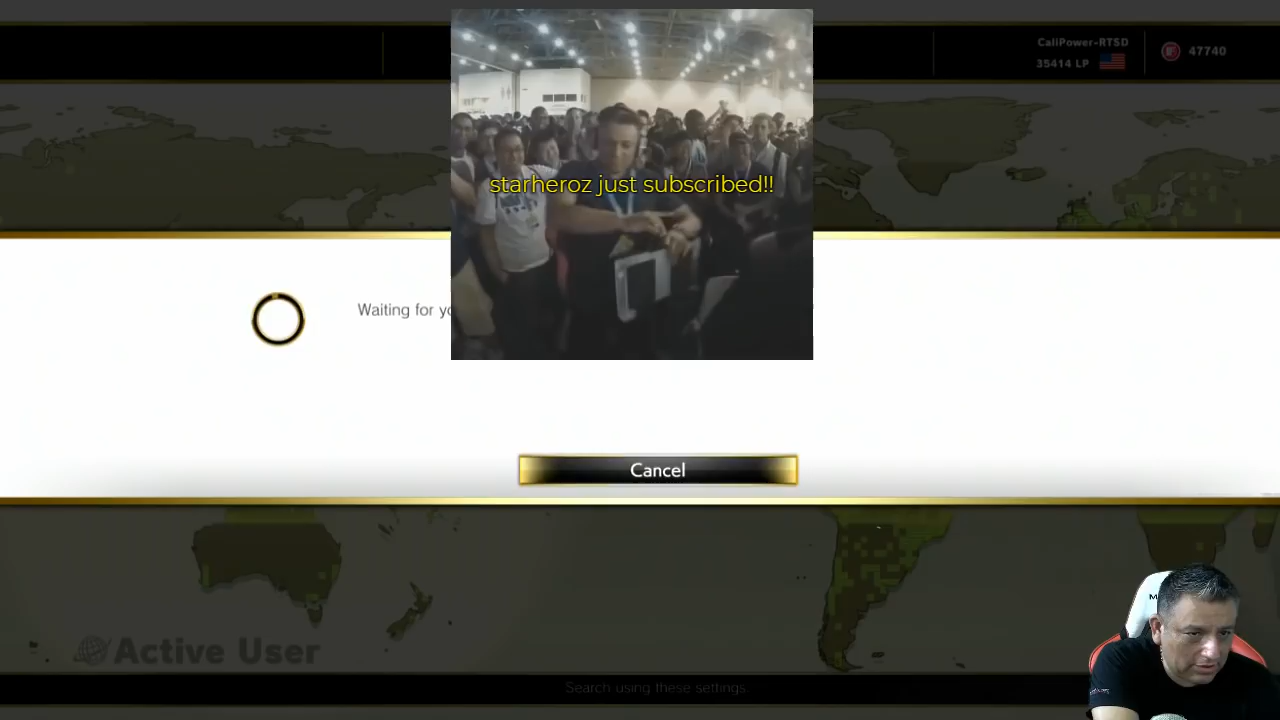 CaliPower-RTSD
35414 LP
47740
starheroz just subscribed!!
Waiting for yo
Cancel
Active User
Search using these settings.